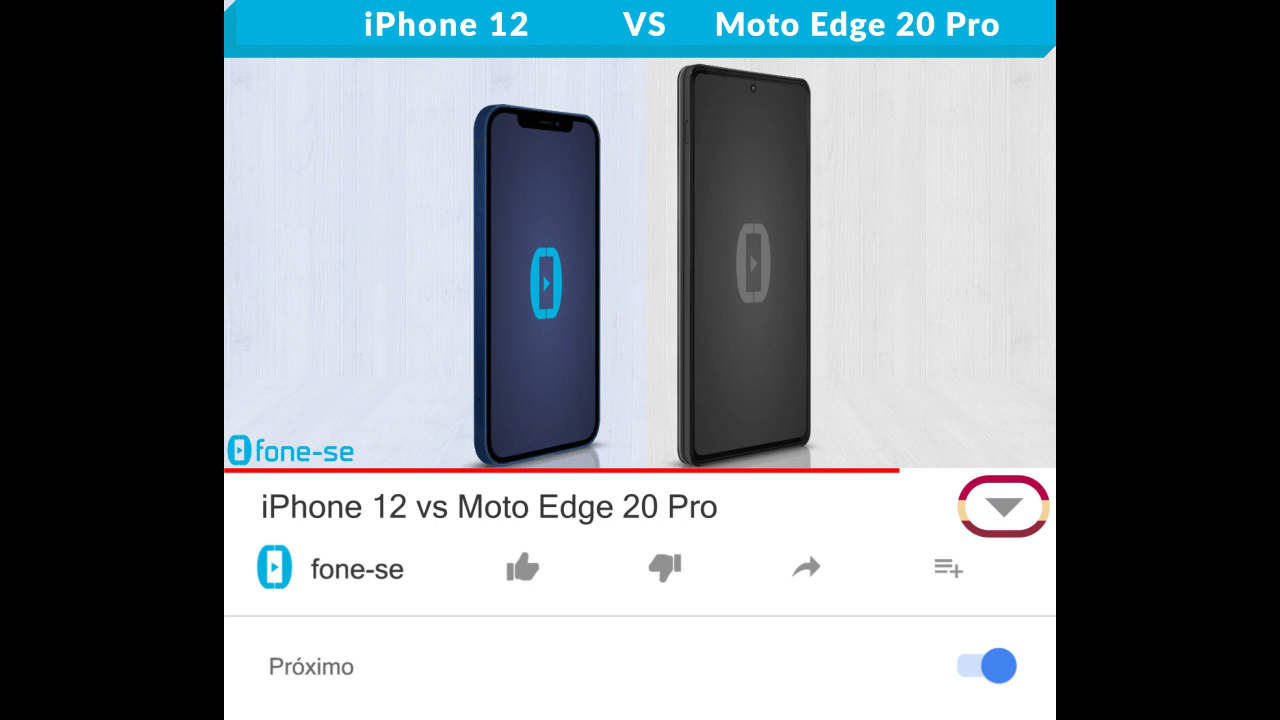 iPhone 12 VS Moto Edge 20 Pro
fone-se
iPhone 12 vs Moto Edge 20 Pro
fone-se
Próximo